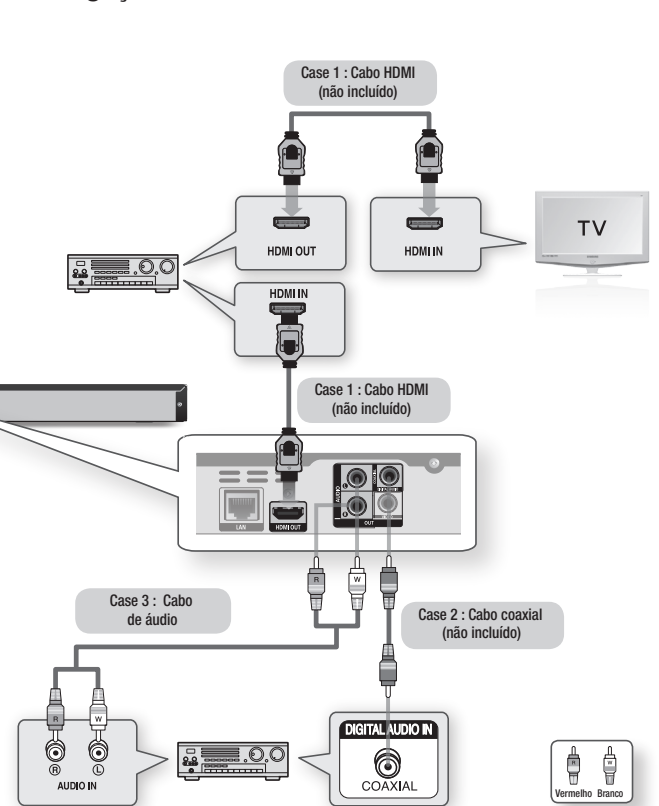 Case 1 : Cabo HDMI
(não incluído)
HDMI OUT
HDMI IN
TV
HDMI IN
Case 1 : Cabo HDMI
(não incluído)
LAN
HDMI OUT
AUDIO
L
R
OUT
R
W
Case 3 : Cabo
de áudio
Case 2 : Cabo coaxial
(não incluído)
R
W
R
L
AUDIO IN
DIGITAL AUDIO IN
COAXIAL
R
W
Vermelho Branco